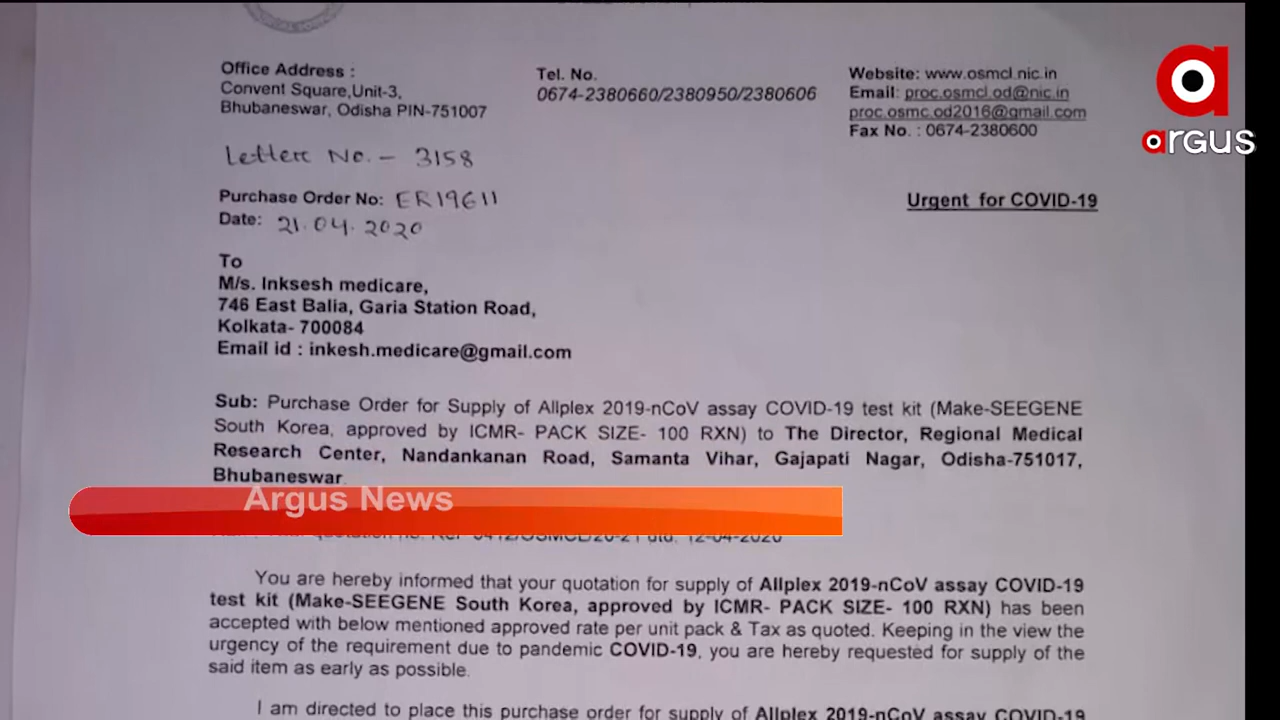 Office Address :
Convent Square,Unit-3,
Bhubaneswar, Odisha PIN-751007
Tel. No.
0674-2380660/2380950/2380606
Website: www.osmcl.nic.in
Email: proc.osmcl.od@nic.in
proc.osmc.od2016@gmail.com
Fax No. : 0674-2380600
argus
Letter No. - 3158
Purchase Order No: ER19611
Date: 21.04.2020
Urgent for COVID-19
To
M/s. Inksesh medicare,
746 East Balia, Garia Station Road,
Kolkata- 700084
Email id : inkesh.medicare@gmail.com
Sub: Purchase Order for Supply of Allplex 2019-nCoV assay COVID-19 test kit (Make-SEEGENE
South Korea, approved by ICMR- PACK SIZE- 100 RXN) to The Director, Regional Medical
Research Center, Nandankanan Road, Samanta Vihar, Gajapati Nagar, Odisha-751017,
Bhubaneswar
Argus News
12-04-2020
You are hereby informed that your quotation for supply of Allplex 2019-nCoV assay COVID-19
test kit (Make-SEEGENE South Korea, approved by ICMR- PACK SIZE- 100 RXN) has been
accepted with below mentioned approved rate per unit pack & Tax as quoted. Keeping in the view the
urgency of the requirement due to pandemic COVID-19, you are hereby requested for supply of the
said item as early as possible.
I am directed to place this purchase order for supply of Allplex 2019-nCoV assay COVID-19